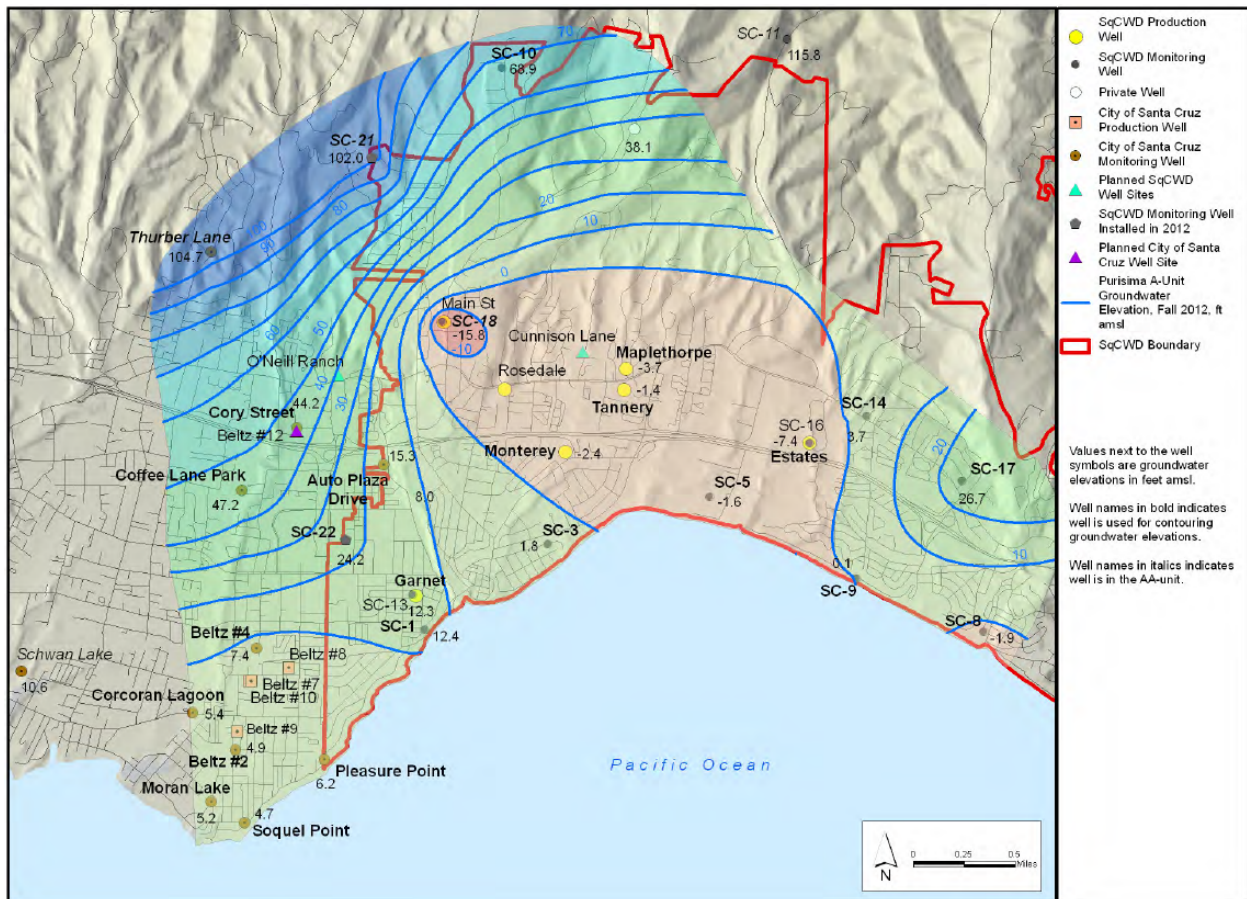 SC-11
115.8
70
SC-10
68.9
SC-21
102.0
38.1
Thurber Lane
104.7
100
90
80
20
10
0
60
50
Main St
SC-18
-15.8
-10
Cunnison Lane
O'Neill Ranch
40
30
Maplethorpe
-3.7
Rosedale
-1.4
Tannery
Cory Street
44.2
Beltz #12
SC-14
3.7
SC-16
-7.4
Estates
20
SC-17
26.7
Monterey
-2.4
15.3
Auto Plaza
Drive
Coffee Lane Park
47.2
8.0
SC-5
-1.6
SC-22
24.2
SC-3
1.8
10
0.1
SC-9
Garnet
SC-13
12.3
SC-1
12.4
SC-8
-1.9
Beltz #4
7.4
Beltz #8
Schwan Lake
10.6
Beltz #7
Beltz #10
Corcoran Lagoon
5.4
Beltz #9
4.9
Beltz #2
Pleasure Point
6.2
Moran Lake
5.2
4.7
Soquel Point
Pacific Ocean
N
0 0.25 0.5
Miles
SqCWD Production
Well
SqCWD Monitoring
Well
Private Well
City of Santa Cruz
Production Well
City of Santa Cruz
Monitoring Well
Planned SqCWD
Well Sites
SqCWD Monitoring Well
Installed in 2012
Planned City of Santa
Cruz Well Site
Purisima A-Unit
Groundwater
Elevation, Fall 2012, ft
amsl
SqCWD Boundary
Values next to the well
symbols are groundwater
elevations in feet amsl.
Well names in bold indicates
well is used for contouring
groundwater elevations.
Well names in italics indicates
well is in the AA-unit.